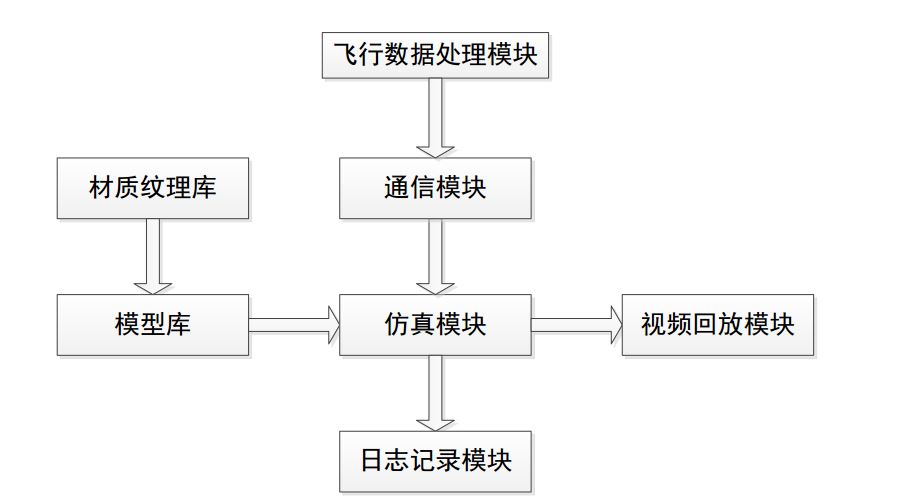 飞行数据处理模块
材质纹理库
通信模块
模型库
仿真模块
视频回放模块
日志记录模块